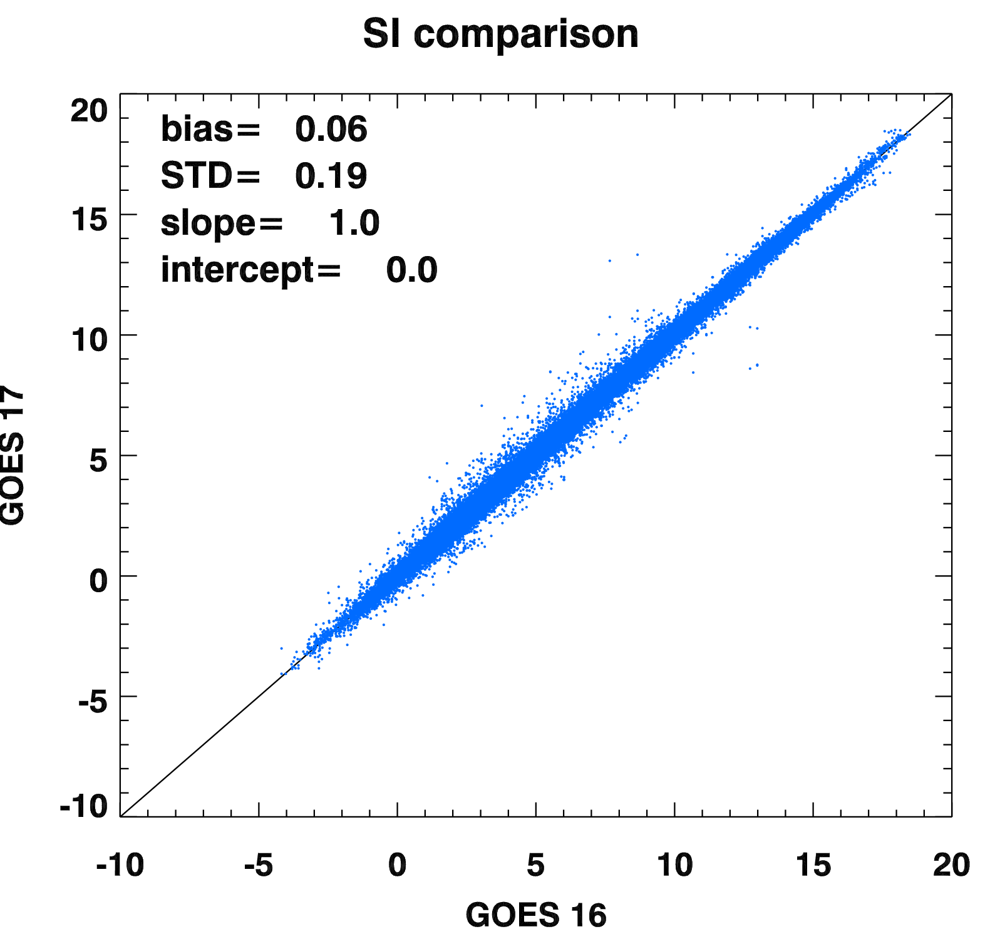 SI comparison
bias= 0.06
STD= 0.19
slope= 1.0
intercept= 0.0
20
15
10
5
0
-5
-10
GOES 17
-10 -5 0 5 10 15 20
GOES 16